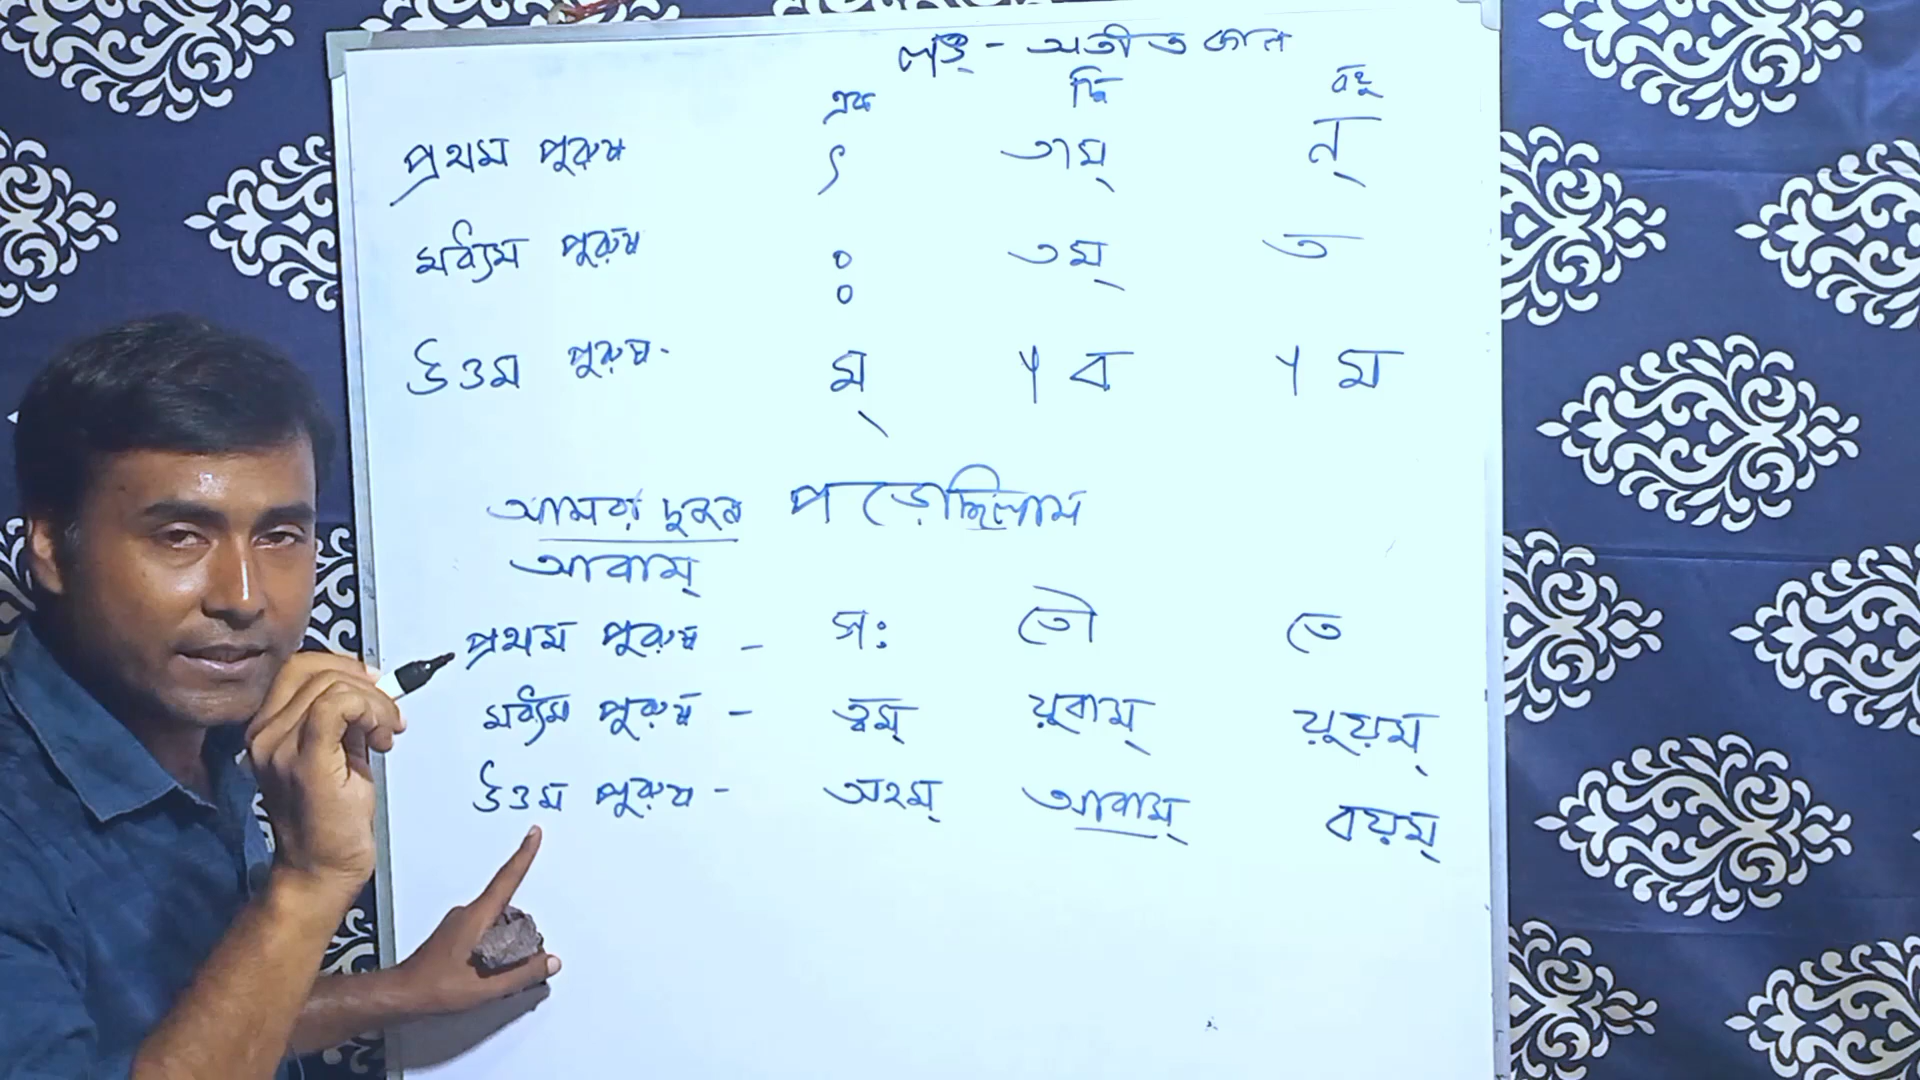 লঙ্ - অতীত কাল
এক দ্বি বহু
প্রথম পুরুষ ৎ তাম্ ন্
মধ্যম পুরুষ ঃ তম্ ত
উত্তম পুরুষ. ম্ া ব া ম
আমরা দুজন পড়েছিলাম
আবাম্
প্রথম পুরুষ - সঃ তৌ তে
মধ্যম পুরুষ - ত্বম্ যুবাম্ যূয়ম্
উত্তম পুরুষ - অহম্ আবাম্ বয়ম্